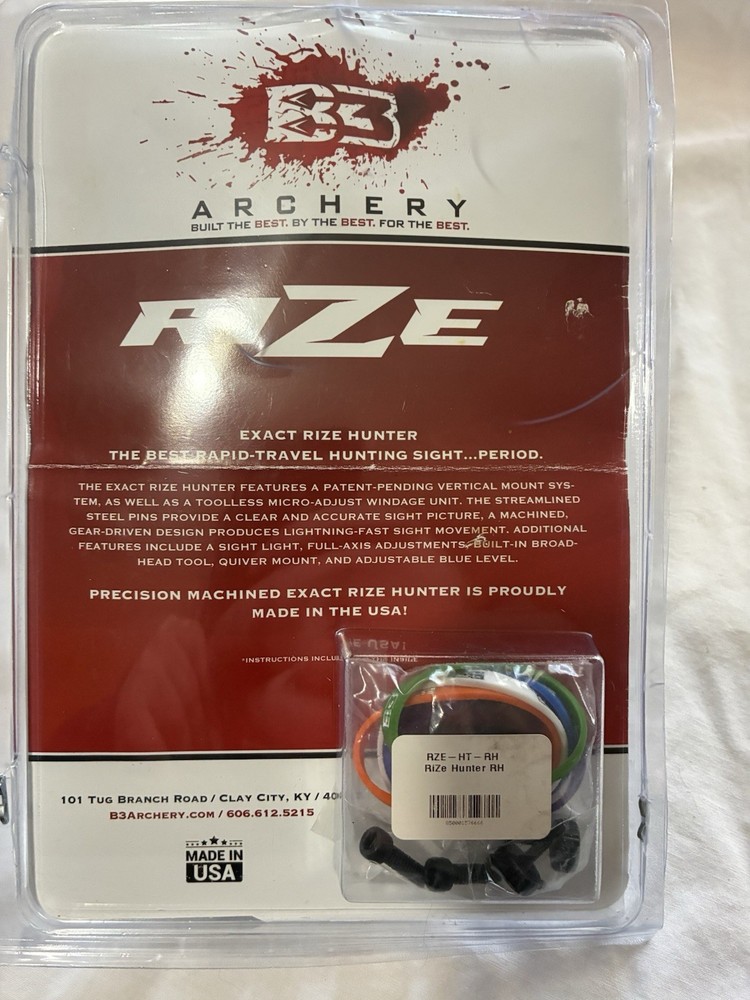 B3
ARCHERY
BUILT THE BEST. BY THE BEST. FOR THE BEST.
RIZE
EXACT RIZE HUNTER
THE BEST RAPID-TRAVEL HUNTING SIGHT...PERIOD.
THE EXACT RIZE HUNTER FEATURES A PATENT-PENDING VERTICAL MOUNT SYS-
TEM, AS WELL AS A TOOLLESS MICRO-ADJUST WINDAGE UNIT. THE STREAMLINED
STEEL PINS PROVIDE A CLEAR AND ACCURATE SIGHT PICTURE, A MACHINED,
GEAR-DRIVEN DESIGN PRODUCES LIGHTNING-FAST SIGHT MOVEMENT. ADDITIONAL
FEATURES INCLUDE A SIGHT LIGHT, FULL-AXIS ADJUSTMENTS, BUILT-IN BROAD-
HEAD TOOL, QUIVER MOUNT, AND ADJUSTABLE BLUE LEVEL.
PRECISION MACHINED EXACT RIZE HUNTER IS PROUDLY
MADE IN THE USA!
*INSTRUCTIONS INSIDE
RZE-HT-RH
RiZe Hunter RH
101 TUG BRANCH ROAD / CLAY CITY, KY /
B3ARCHERY.COM / 606.612.5215
MADE IN
USA